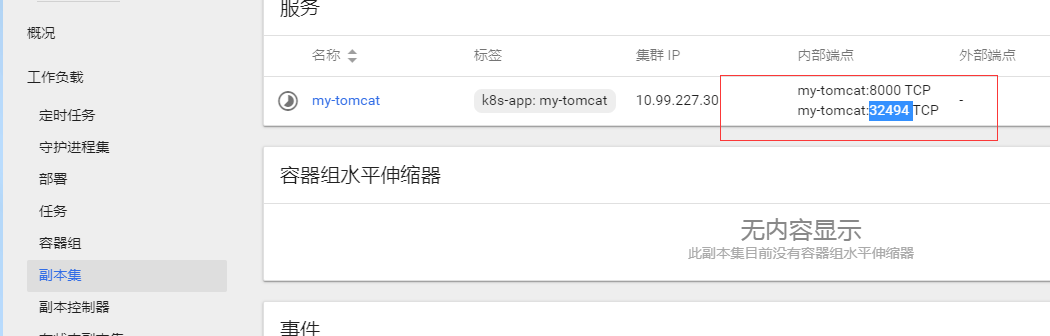 概况
工作负载
定时任务
守护进程集
部署
任务
容器组
副本集
副本控制器
服务
名称 标签 集群 IP 内部端点 外部端点
my-tomcat k8s-app: my-tomcat 10.99.227.30 my-tomcat:8000 TCP -
my-tomcat:32494 TCP
容器组水平伸缩器
无内容显示
此副本集目前没有容器组水平伸缩器
事件